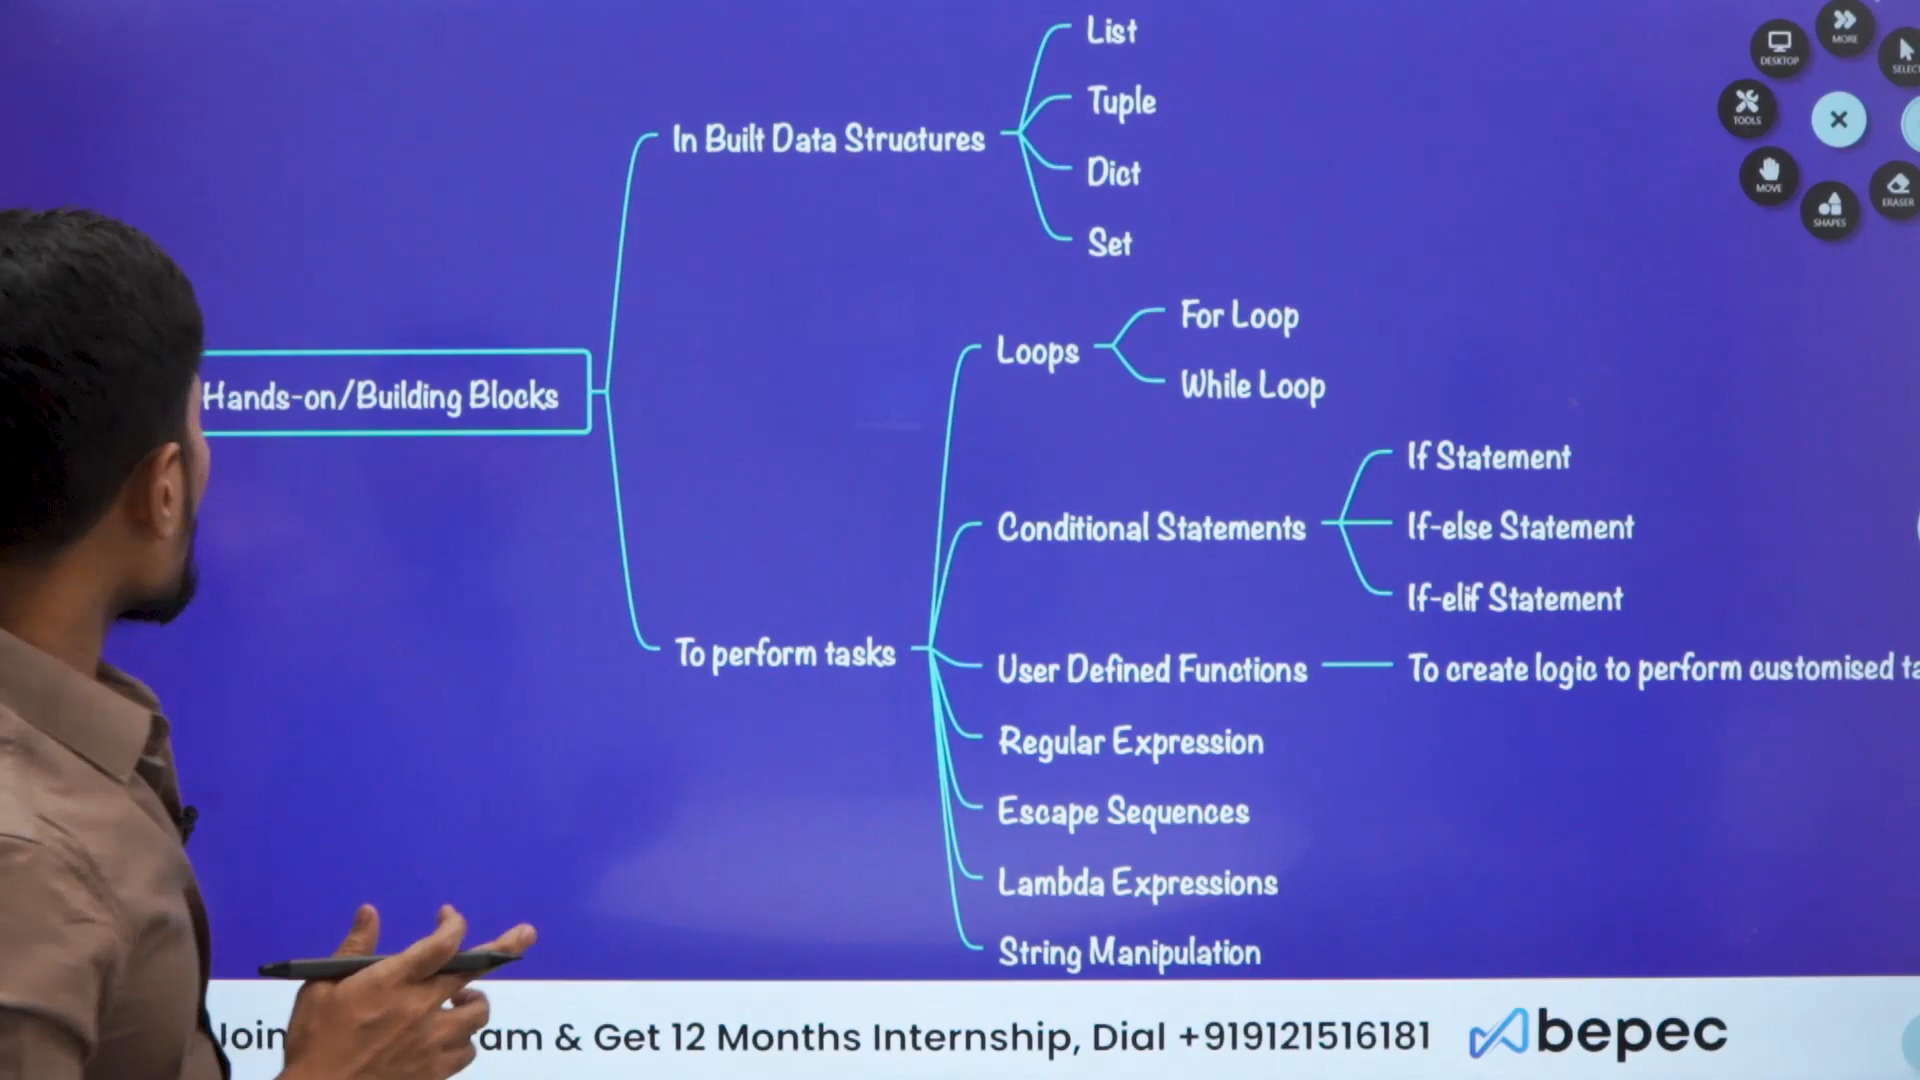 List
Tuple
In Built Data Structures
Dict
Set
Hands-on/Building Blocks
For Loop
Loops
While Loop
If Statement
Conditional Statements
If-else Statement
If-elif Statement
To perform tasks
User Defined Functions
To create logic to perform customised
Regular Expression
Escape Sequences
Lambda Expressions
String Manipulation
MORE
DESKTOP
SELECT
TOOLS
MOVE
ERASER
SHAPES
Join
am & Get 12 Months Internship, Dial +919121516181
bepec